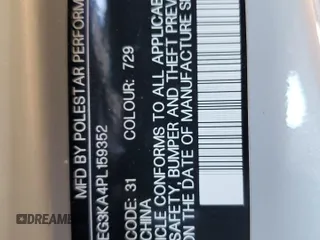 MFD BY POLESTAR PERFORM
EG3KA4PL159352
CODE: 31 COLOUR: 729
ICLE CONFORMS TO ALL APPLICABL
SAFETY, BUMPER AND THEFT PREV
ON THE DATE OF MANUFACTURE S
CHINA
DREAME